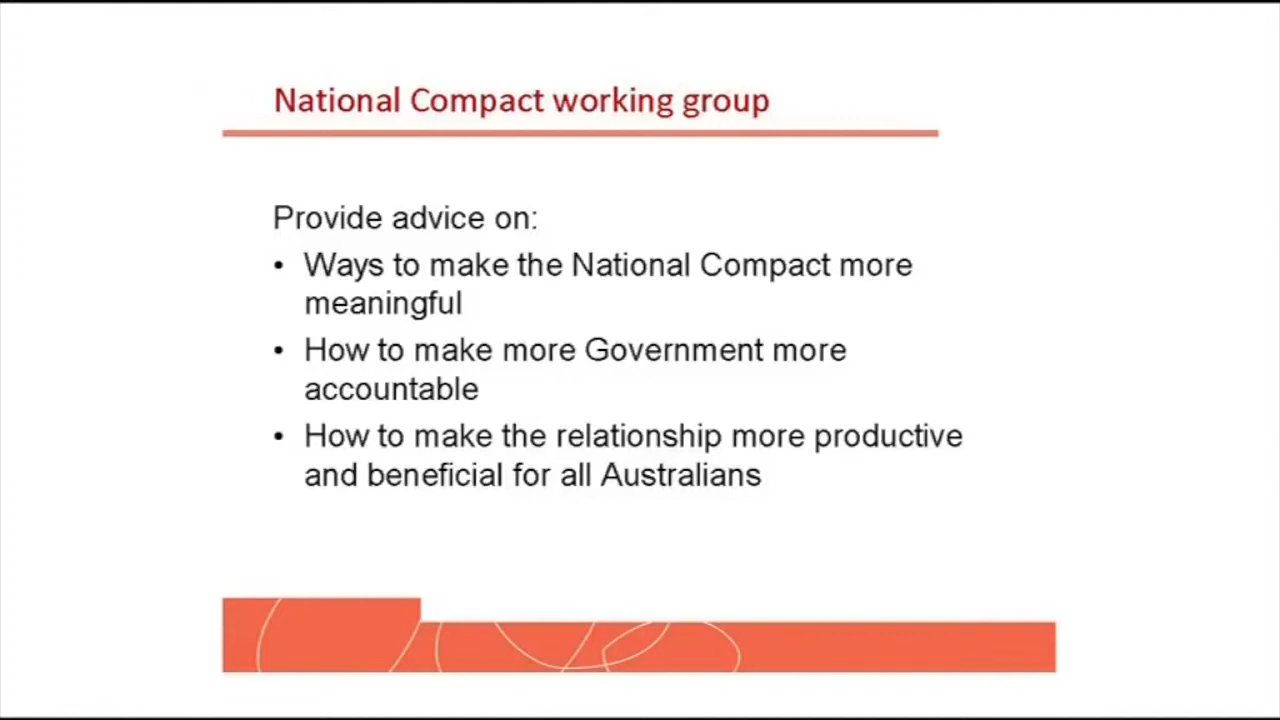 National Compact working group
Provide advice on:
• Ways to make the National Compact more
meaningful
• How to make more Government more
accountable
• How to make the relationship more productive
and beneficial for all Australians